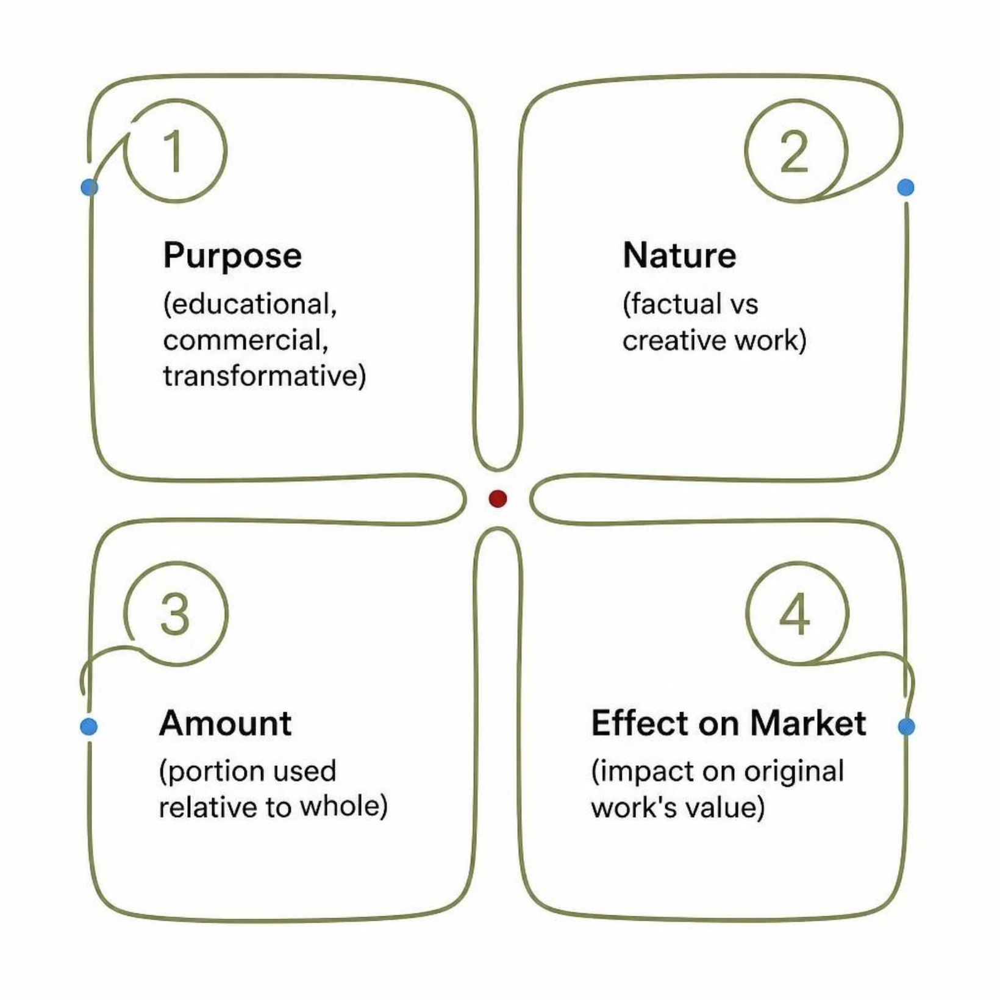 1
Purpose
(educational,
commercial,
transformative)
2
Nature
(factual vs
creative work)
3
Amount
(portion used
relative to whole)
4
Effect on Market
(impact on original
work's value)